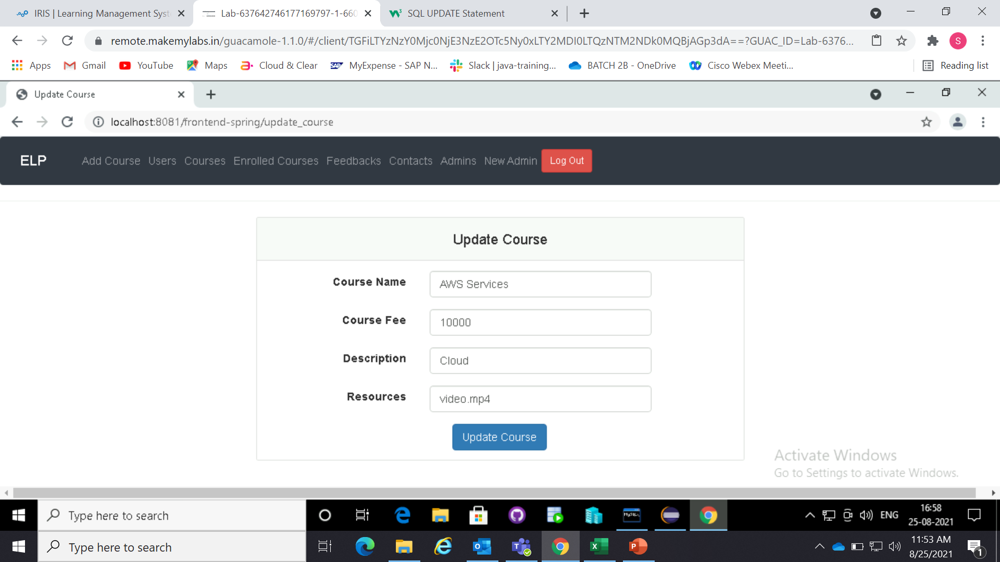 IRIS | Learning Management Syst
Lab-637642746177169797-1-660
SQL UPDATE Statement
remote.makemylabs.in/guacamole-1.1.0/#/client/TGFiLTYzNzY0Mjc0NjE3NzE2OTc5Ny0xLTY2MDI0LTQzNTM2NDk0MQBjAGp3dA==?GUAC_ID=Lab-6376...
S
Apps
Gmail
YouTube
Maps
Cloud & Clear
SAP
MyExpense - SAP N...
Slack | java-training...
BATCH 2B - OneDrive
Cisco Webex Meeti...
Reading list
Update Course
localhost:8081/frontend-spring/update_course
ELP
Add Course
Users
Courses
Enrolled Courses
Feedbacks
Contacts
Admins
New Admin
Log Out
Update Course
Course Name
AWS Services
Course Fee
10000
Description
Cloud
Resources
video.mp4
Update Course
Activate Windows
Go to Settings to activate Windows.
Type here to search
ENG
16:58
25-08-2021
Type here to search
11:53 AM
8/25/2021
1